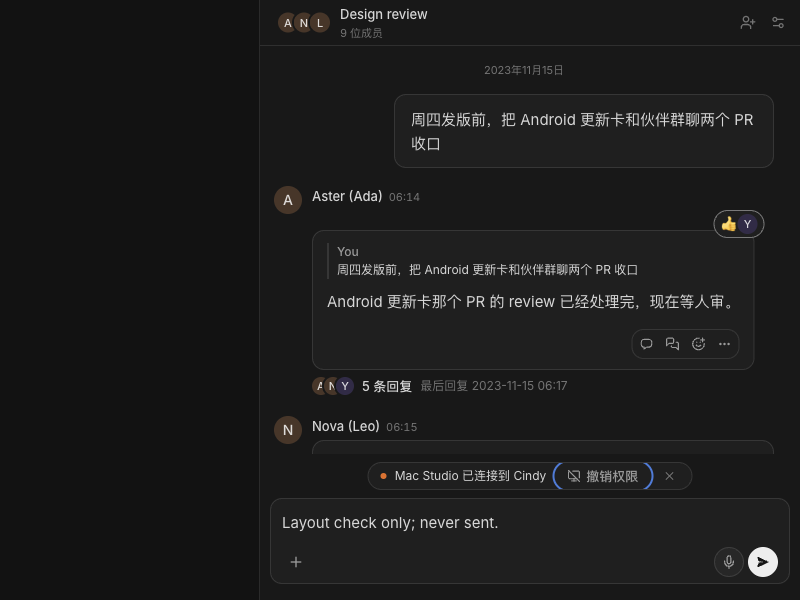 A N L
Design review
9 位成员
2023年11月15日
周四发版前，把 Android 更新卡和伙伴群聊两个 PR
收口
A
Aster (Ada) 06:14
👍 Y
You
周四发版前，把 Android 更新卡和伙伴群聊两个 PR 收口
Android 更新卡那个 PR 的 review 已经处理完，现在等人审。
A N Y 5 条回复 最后回复 2023-11-15 06:17
N
Nova (Leo) 06:15
Mac Studio 已连接到 Cindy 撤销权限
Layout check only; never sent.